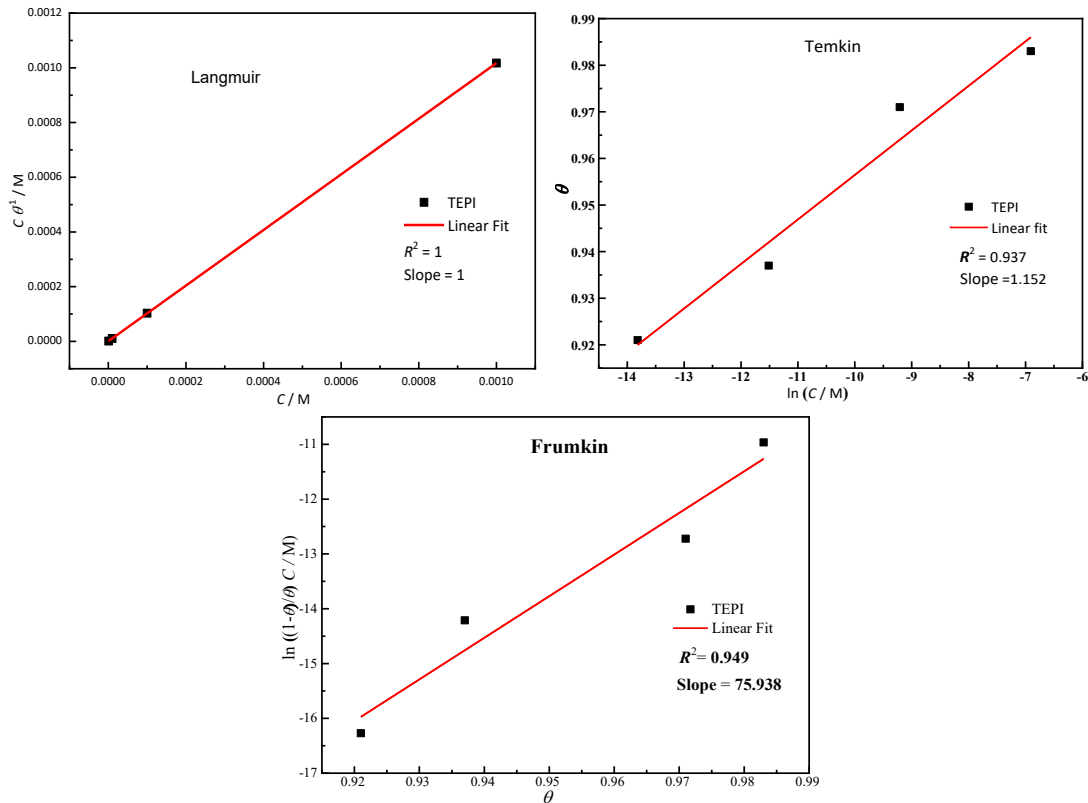 Langmuir
0.0012
0.0010
0.0008
0.0006
0.0004
0.0002
0.0000
C θ⁻¹ / M
TEPI
Linear Fit
R² = 1
Slope = 1
0.0000 0.0002 0.0004 0.0006 0.0008 0.0010
C / M
Temkin
0.99
0.98
0.97
0.96
0.95
0.94
0.93
0.92
θ
TEPI
Linear fit
R² = 0.937
Slope =1.152
-14 -13 -12 -11 -10 -9 -8 -7 -6
ln (C / M)
Frumkin
-11
-12
-13
-14
-15
-16
-17
ln ((1-θ)/θ) C / M)
TEPI
Linear Fit
R²= 0.949
Slope = 75.938
0.92 0.93 0.94 0.95 0.96 0.97 0.98 0.99
θ